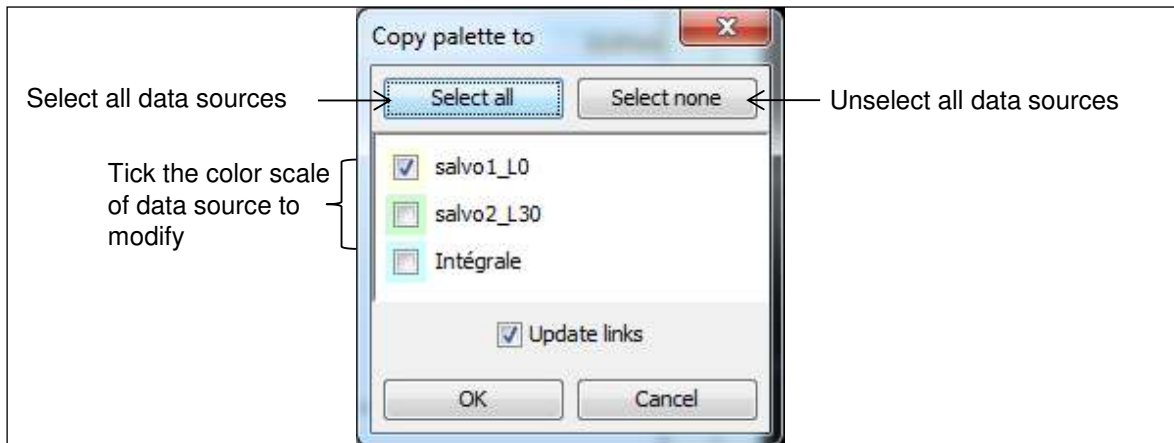 Copy palette to
Select all data sources
Select all
Select none
Unselect all data sources
Tick the color scale
of data source to
modify
salvo1_L0
salvo2_L30
Intégrale
Update links
OK
Cancel